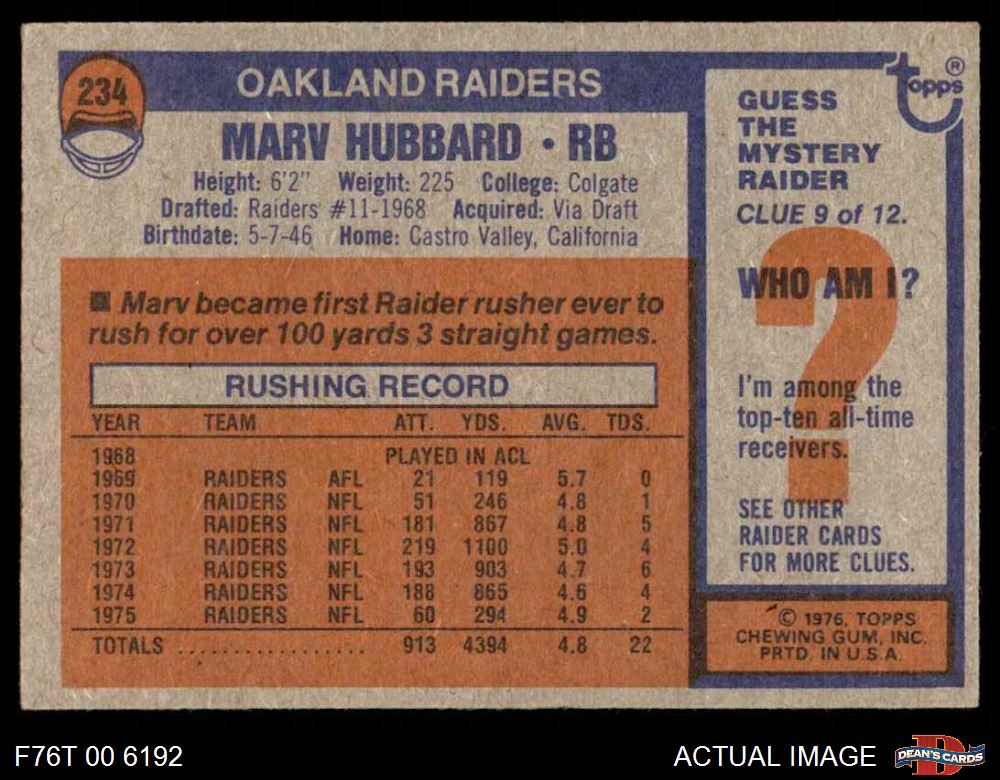 234
OAKLAND RAIDERS
MARV HUBBARD • RB
Height: 6'2" Weight: 225 College: Colgate
Drafted: Raiders #11-1968 Acquired: Via Draft
Birthdate: 5-7-46 Home: Castro Valley, California
■ Marv became first Raider rusher ever to
rush for over 100 yards 3 straight games.
RUSHING RECORD
YEAR TEAM ATT. YDS. AVG. TDS.
1968 PLAYED IN ACL
1969 RAIDERS AFL 21 119 5.7 0
1970 RAIDERS NFL 51 246 4.8 1
1971 RAIDERS NFL 181 867 4.8 5
1972 RAIDERS NFL 219 1100 5.0 4
1973 RAIDERS NFL 193 903 4.7 6
1974 RAIDERS NFL 188 865 4.6 4
1975 RAIDERS NFL 60 294 4.9 2
TOTALS ................. 913 4394 4.8 22
topps ®
GUESS
THE
MYSTERY
RAIDER
CLUE 9 of 12.
WHO AM I?
?
I'm among the
top-ten all-time
receivers.
SEE OTHER
RAIDER CARDS
FOR MORE CLUES.
© 1976, TOPPS
CHEWING GUM, INC.
PRTD. IN U.S.A.
F76T 00 6192
ACTUAL IMAGE
D
DEAN'S CARDS